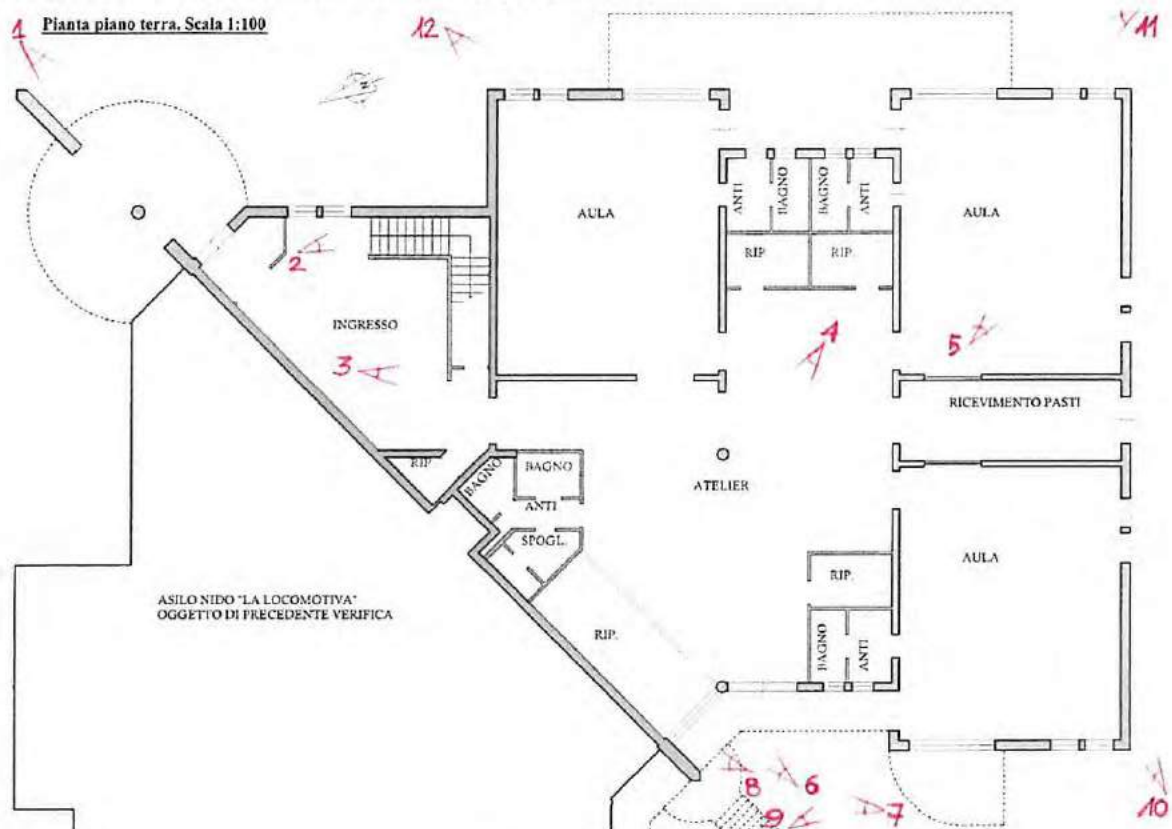 Pianta piano terra. Scala 1:100
1
12
11
N
AULA
ANTI
BAGNO
BAGNO
ANTI
AULA
RIP.
RIP.
2
INGRESSO
3
4
5
RICEVIMENTO PASTI
RIP.
BAGNO
BAGNO
ANTI
SPOGL.
ATELIER
AULA
RIP.
ASILO NIDO "LA LOCOMOTIVA"
OGGETTO DI PRECEDENTE VERIFICA
RIP.
BAGNO
ANTI
8
6
7
9
10